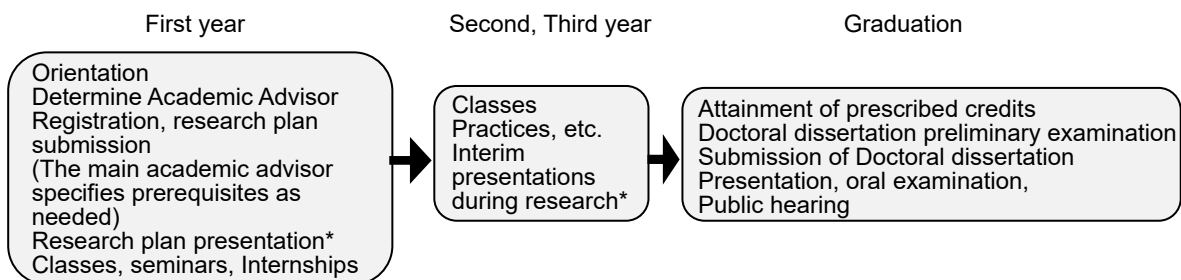 First year
Second, Third year
Graduation
Orientation
Determine Academic Advisor
Registration, research plan
submission
(The main academic advisor
specifies prerequisites as
needed)
Research plan presentation*
Classes, seminars, Internships
Classes
Practices, etc.
Interim
presentations
during research*
Attainment of prescribed credits
Doctoral dissertation preliminary examination
Submission of Doctoral dissertation
Presentation, oral examination,
Public hearing